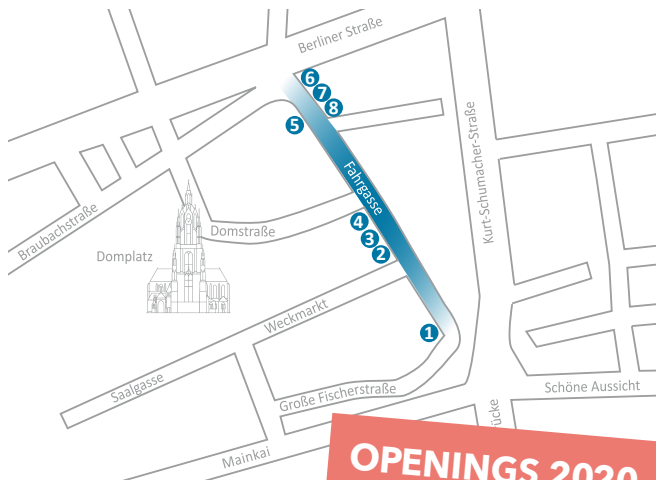 Berliner Straße
6
7
8
5
Kurt-Schumacher-Straße
Fahrgasse
Braubachstraße
Domstraße
4
3
2
Domplatz
Weckmarkt
1
Saalgasse
Große Fischerstraße
Schöne Aussicht
ücke
Mainkai
OPENINGS 2020